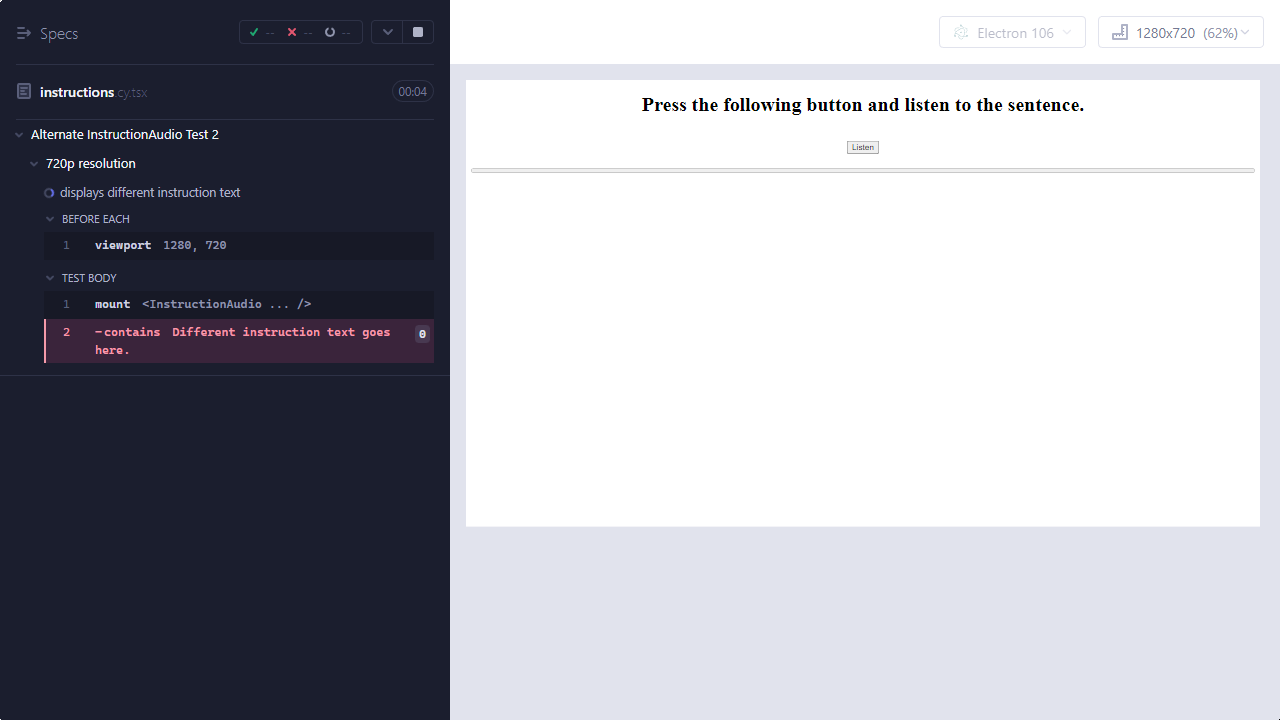 Specs
-- -- --
Electron 106
1280x720 (62%)
instructions.cy.tsx
00:04
Alternate InstructionAudio Test 2
720p resolution
displays different instruction text
BEFORE EACH
1 viewport 1280, 720
TEST BODY
1 mount <InstructionAudio ... />
2 -contains Different instruction text goes
here.
0
Press the following button and listen to the sentence.
Listen